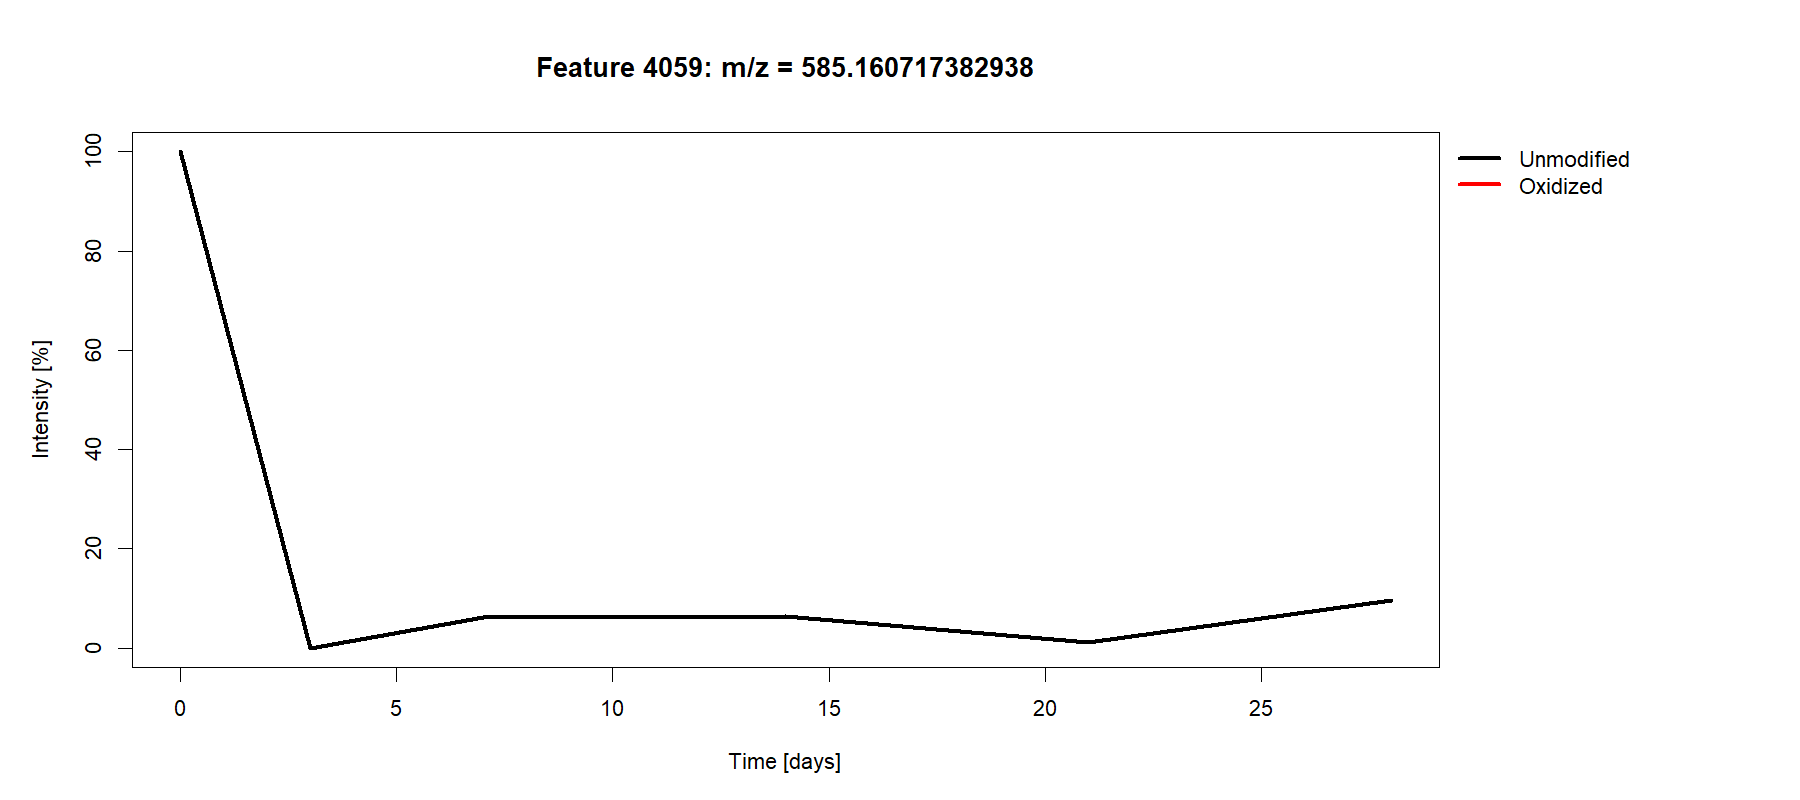 Feature 4059: m/z = 585.160717382938
Unmodified
Oxidized
Intensity [%]
100
80
60
40
20
0
0 5 10 15 20 25
Time [days]